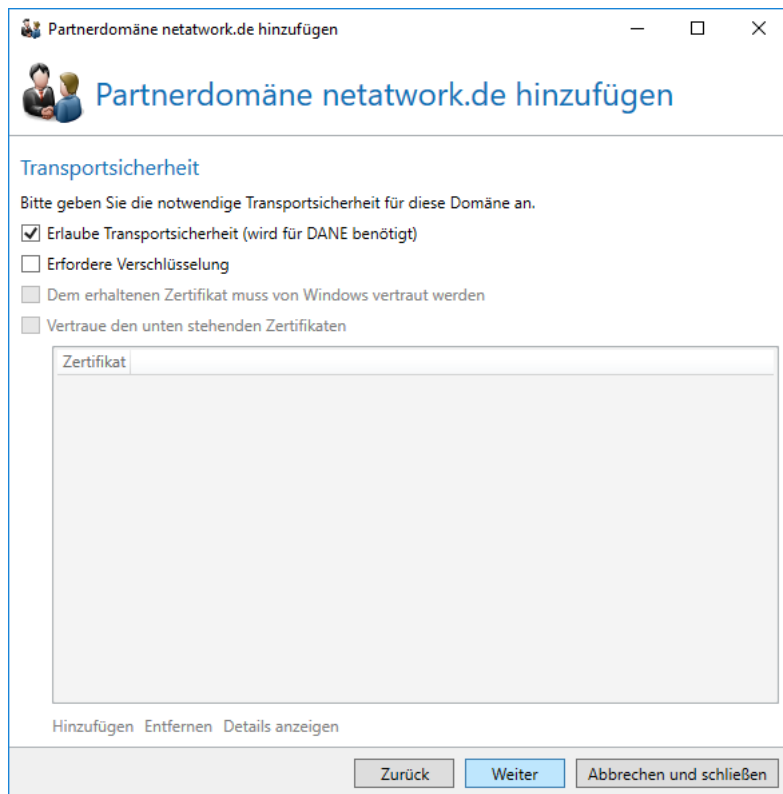 Partnerdomäne netatwork.de hinzufügen
Partnerdomäne netatwork.de hinzufügen
Transportsicherheit
Bitte geben Sie die notwendige Transportsicherheit für diese Domäne an.
Erlaube Transportsicherheit (wird für DANE benötigt)
Erfordere Verschlüsselung
Dem erhaltenen Zertifikat muss von Windows vertraut werden
Vertraue den unten stehenden Zertifikaten
Zertifikat
Hinzufügen Entfernen Details anzeigen
Zurück Weiter Abbrechen und schließen